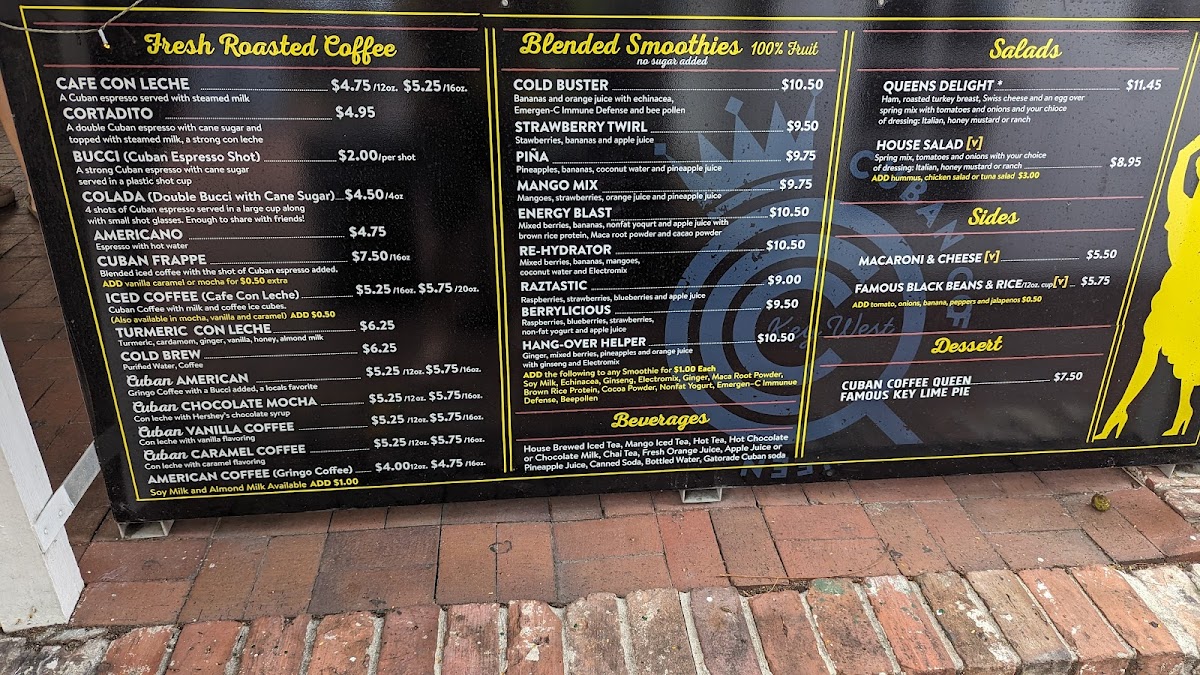 Fresh Roasted Coffee
CAFE CON LECHE $4.75/12oz. $5.25/16oz.
A Cuban espresso served with steamed milk
CORTADITO $4.95
A double Cuban espresso with cane sugar and
topped with steamed milk, a strong con leche
BUCCI (Cuban Espresso Shot) $2.00/per shot
A strong Cuban espresso with cane sugar
served in a plastic shot cup
COLADA (Double Bucci with Cane Sugar) $4.50/4oz
4 shots of Cuban espresso served in a large cup along
with small shot glasses. Enough to share with friends!
AMERICANO $4.75
Espresso with hot water
CUBAN FRAPPE $7.50/16oz
Blended iced coffee with the shot of Cuban espresso added.
ADD vanilla caramel or mocha for $0.50 extra
ICED COFFEE (Cafe Con Leche) $5.25/16oz. $5.75/20oz.
Cuban Coffee with milk and coffee ice cubes.
(Also available in mocha, vanilla and caramel) ADD $0.50
TURMERIC CON LECHE $6.25
Turmeric, cardamom, ginger, vanilla, honey, almond milk
COLD BREW $6.25
Purified Water, Coffee
Cuban AMERICAN $5.25/12oz. $5.75/16oz.
Gringo Coffee with a Bucci added, a locals favorite
Cuban CHOCOLATE MOCHA $5.25/12oz. $5.75/16oz.
Con leche with Hershey's chocolate syrup
Cuban VANILLA COFFEE $5.25/12oz. $5.75/16oz.
Con leche with vanilla flavoring
Cuban CARAMEL COFFEE $5.25/12oz. $5.75/16oz.
Con leche with caramel flavoring
AMERICAN COFFEE (Gringo Coffee) $4.00 12oz. $4.75/16oz.
Soy Milk and Almond Milk Available ADD $1.00
Blended Smoothies 100% Fruit
no sugar added
COLD BUSTER $10.50
Bananas and orange juice with echinacea,
Emergen-C Immune Defense and bee pollen
STRAWBERRY TWIRL $9.50
Stawberries, bananas and apple juice
PIÑA $9.75
Pineapples, bananas, coconut water and pineapple juice
MANGO MIX $9.75
Mangoes, strawberries, orange juice and pineapple juice
ENERGY BLAST $10.50
Mixed berries, bananas, nonfat yogurt and apple juice with
brown rice protein, Maca root powder and cacao powder
RE-HYDRATOR $10.50
Mixed berries, bananas, mangoes,
coconut water and Electromix
RAZTASTIC $9.00
Raspberries, strawberries, blueberries and apple juice
BERRYLICIOUS $9.50
Raspberries, blueberries, strawberries,
non-fat yogurt and apple juice
HANG-OVER HELPER $10.50
Ginger, mixed berries, pineapples and orange juice
with ginseng and Electromix
ADD the following to any Smoothie for $1.00 Each
Soy Milk, Echinacea, Ginseng, Electromix, Ginger, Maca Root Powder,
Brown Rice Protein, Cocoa Powder, Nonfat Yogurt, Emergen-C Immunue
Defense, Beepollen
Beverages
House Brewed Iced Tea, Mango Iced Tea, Hot Tea, Hot Chocolate
or Chocolate Milk, Chai Tea, Fresh Orange Juice, Apple Juice or
Pineapple Juice, Canned Soda, Bottled Water, Gatorade Cuban soda
Salads
QUEENS DELIGHT * $11.45
Ham, roasted turkey breast, Swiss cheese and an egg over
spring mix with tomatoes and onions and your chioce
of dressing: Italian, honey mustard or ranch
HOUSE SALAD [v]
Spring mix, tomatoes and onions with your choice
of dressing: Italian, honey mustard or ranch $8.95
ADD hummus, chicken salad or tuna salad $3.00
Sides
MACARONI & CHEESE [v] $5.50
FAMOUS BLACK BEANS & RICE/12oz. cup [v] $5.75
ADD tomato, onions, banana, peppers and jalapenos $0.50
Dessert
CUBAN COFFEE QUEEN $7.50
FAMOUS KEY LIME PIE
CUBAN COF
Key West
EEN